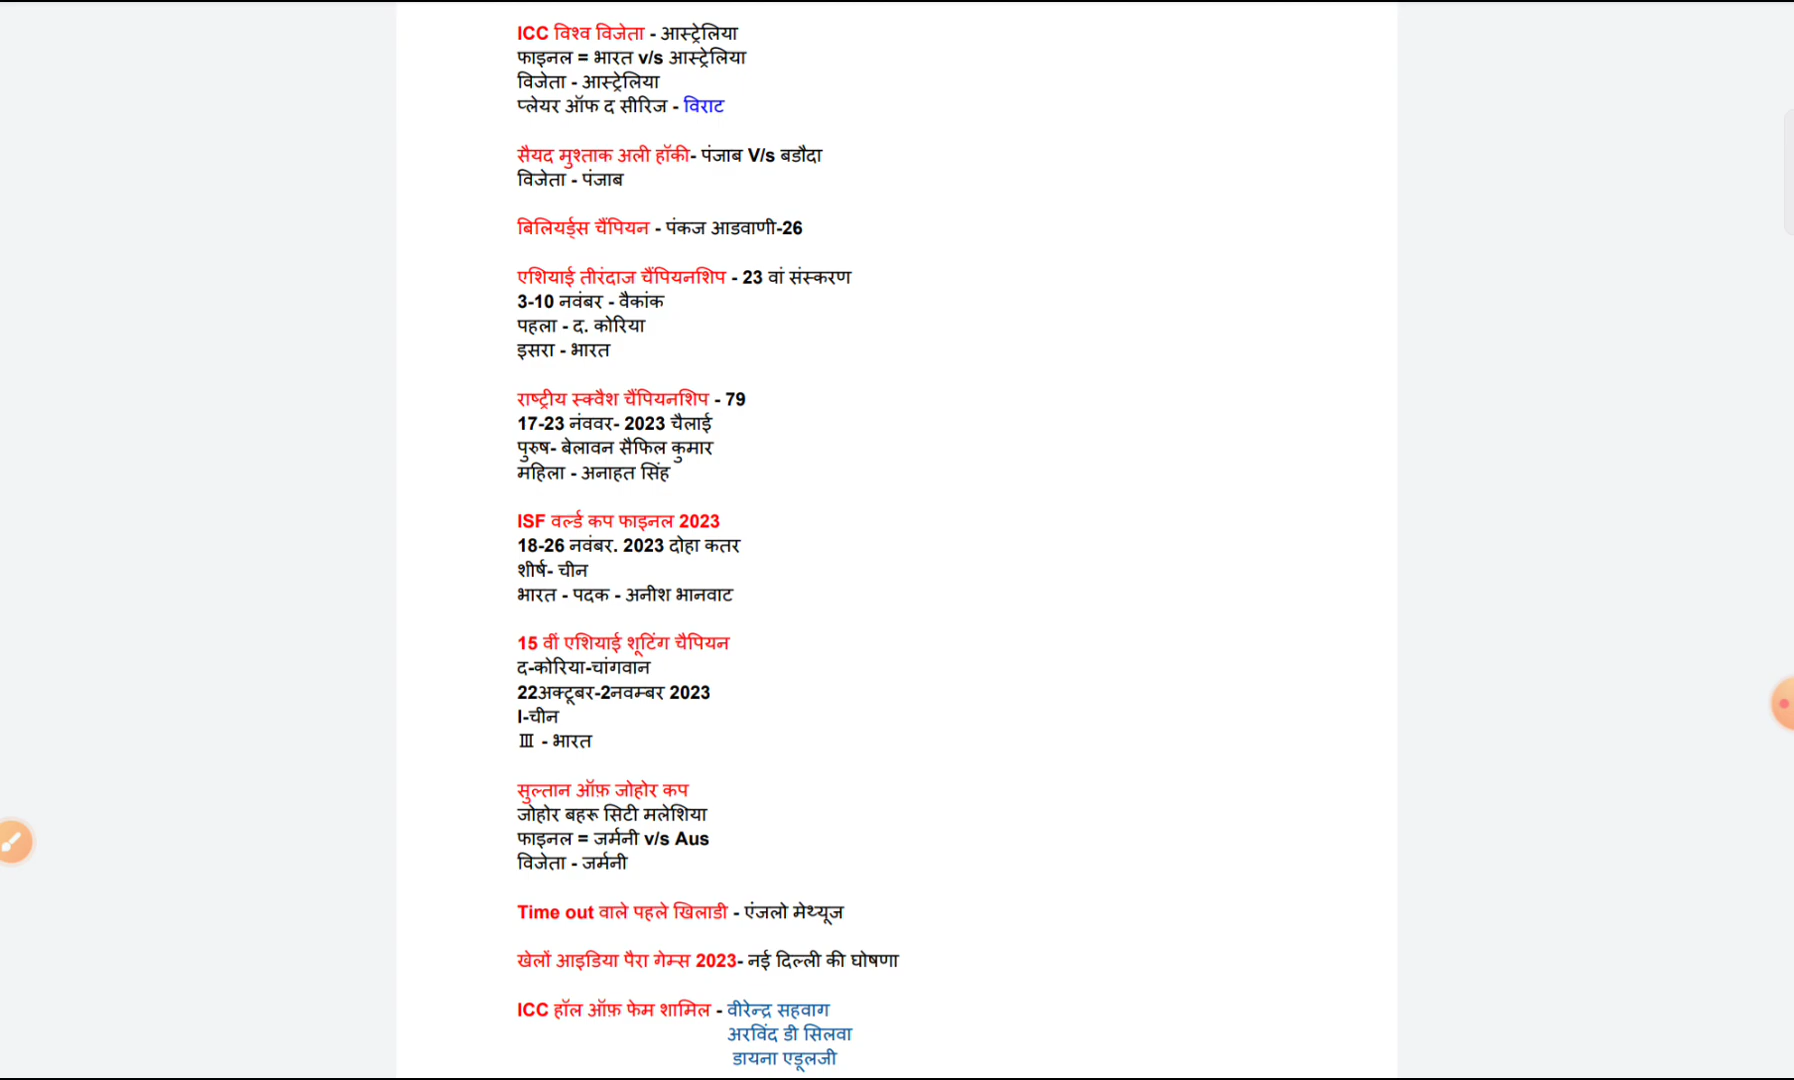 ICC विश्व विजेता - आस्ट्रेलिया
फाइनल = भारत v/s आस्ट्रेलिया
विजेता - आस्ट्रेलिया
प्लेयर ऑफ द सीरिज - विराट
सैयद मुश्ताक अली हॉकी- पंजाब V/s बडौदा
विजेता - पंजाब
बिलियर्ड्स चैंपियन - पंकज आडवाणी-26
एशियाई तीरंदाज चैंपियनशिप - 23 वां संस्करण
3-10 नवंबर - वैकांक
पहला - द. कोरिया
इसरा - भारत
राष्ट्रीय स्क्वैश चैंपियनशिप - 79
17-23 नंववर- 2023 चैलाई
पुरुष- बेलावन सैफिल कुमार
महिला - अनाहत सिंह
ISF वर्ल्ड कप फाइनल 2023
18-26 नवंबर. 2023 दोहा कतर
शीर्ष- चीन
भारत - पदक - अनीश भानवाट
15 वीं एशियाई शूटिंग चैपियन
द-कोरिया-चांगवान
22अक्टूबर-2नवम्बर 2023
I-चीन
III - भारत
सुल्तान ऑफ़ जोहोर कप
जोहोर बहरू सिटी मलेशिया
फाइनल = जर्मनी v/s Aus
विजेता - जर्मनी
Time out वाले पहले खिलाडी - एंजलो मेथ्यूज
खेलों आइडिया पैरा गेम्स 2023- नई दिल्ली की घोषणा
ICC हॉल ऑफ़ फेम शामिल - वीरेन्द्र सहवाग
अरविंद डी सिलवा
डायना एडूलजी